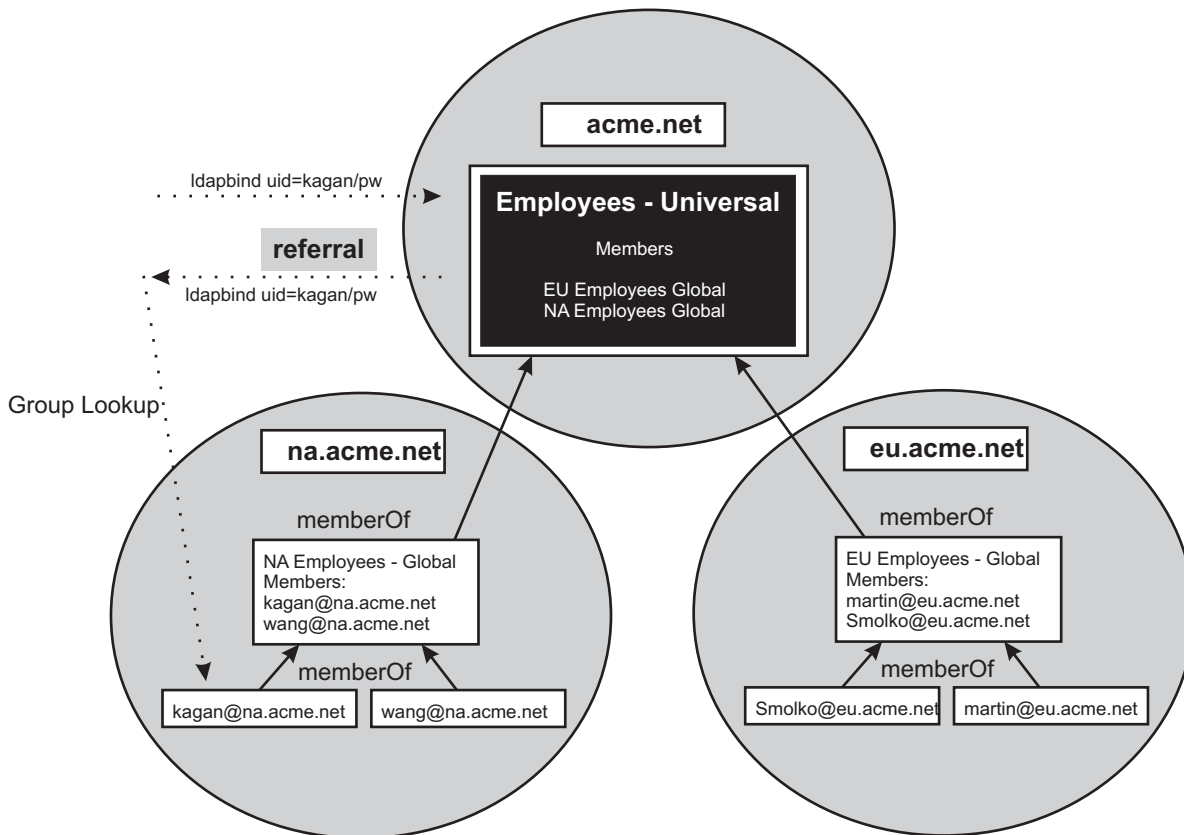 acme.net
ldapbind uid=kagan/pw
Employees - Universal
Members
EU Employees Global
NA Employees Global
referral
ldapbind uid=kagan/pw
Group Lookup
na.acme.net
memberOf
NA Employees - Global
Members:
kagan@na.acme.net
wang@na.acme.net
memberOf
kagan@na.acme.net
wang@na.acme.net
eu.acme.net
memberOf
EU Employees - Global
Members:
martin@eu.acme.net
Smolko@eu.acme.net
memberOf
Smolko@eu.acme.net
martin@eu.acme.net